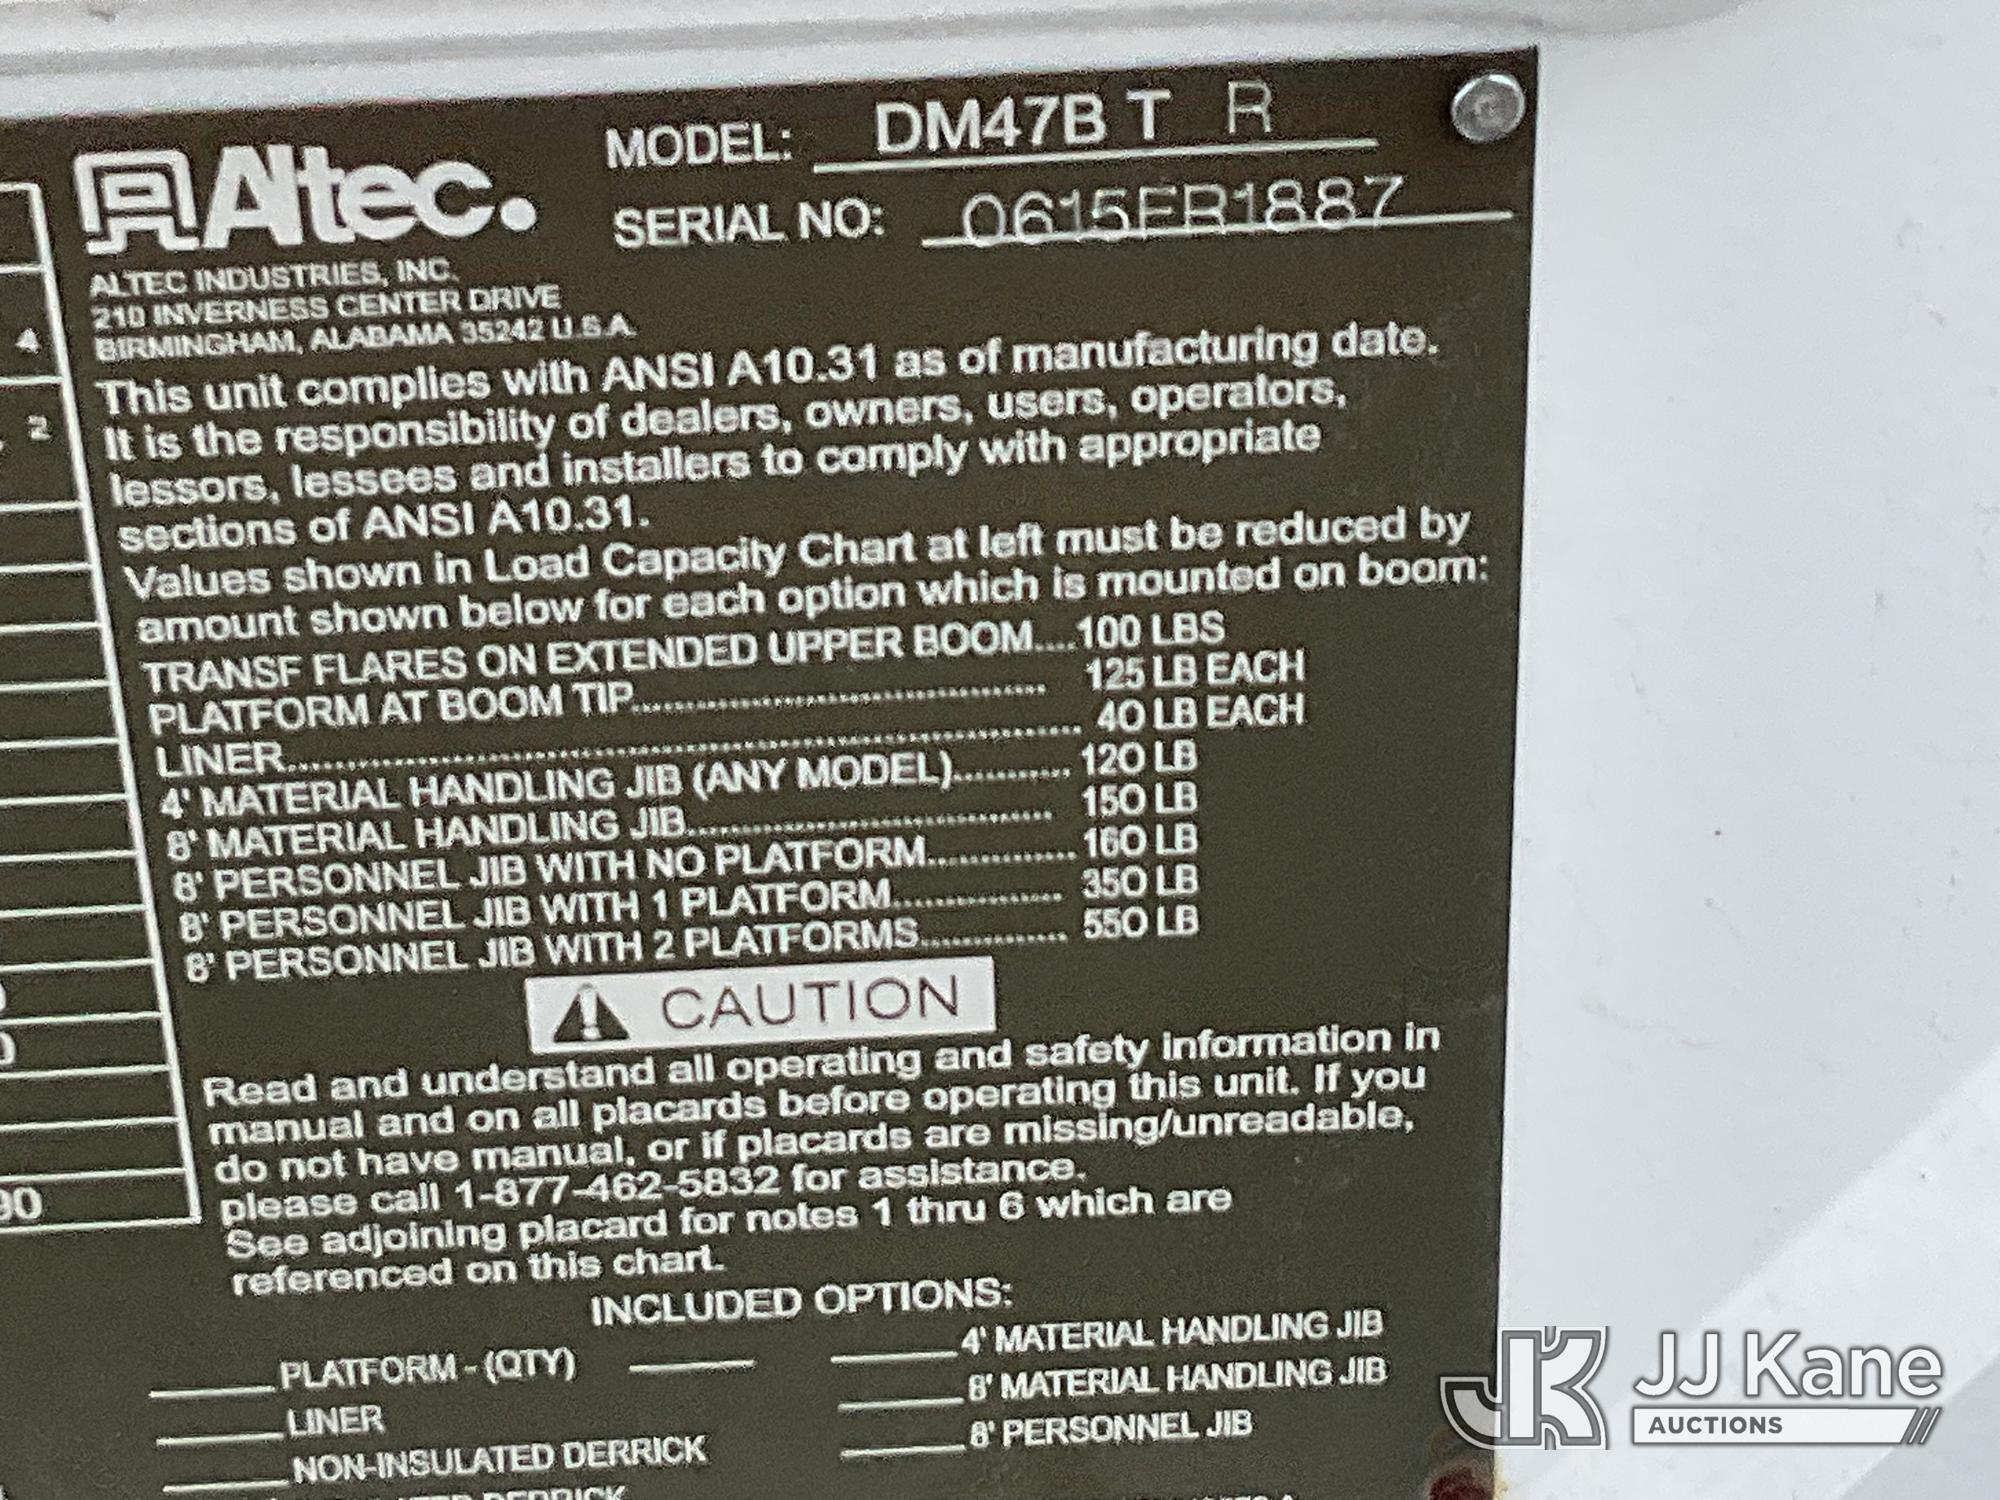 Altec.
MODEL: DM47B T R
SERIAL NO: 0615FR1887
ALTEC INDUSTRIES, INC.
210 INVERNESS CENTER DRIVE
BIRMINGHAM, ALABAMA 35242 U.S.A.
This unit complies with ANSI A10.31 as of manufacturing date.
It is the responsibility of dealers, owners, users, operators,
lessors, lessees and installers to comply with appropriate
sections of ANSI A10.31.
Values shown in Load Capacity Chart at left must be reduced by
amount shown below for each option which is mounted on boom:
TRANSF FLARES ON EXTENDED UPPER BOOM....100 LBS
PLATFORM AT BOOM TIP.......... 125 LB EACH
LINER.......... 40 LB EACH
4' MATERIAL HANDLING JIB (ANY MODEL).......... 120 LB
8' MATERIAL HANDLING JIB.......... 150 LB
8' PERSONNEL JIB WITH NO PLATFORM.......... 160 LB
8' PERSONNEL JIB WITH 1 PLATFORM.......... 350 LB
8' PERSONNEL JIB WITH 2 PLATFORMS.......... 550 LB
CAUTION
Read and understand all operating and safety information in
manual and on all placards before operating this unit. If you
do not have manual, or if placards are missing/unreadable,
please call 1-877-462-5832 for assistance.
See adjoining placard for notes 1 thru 6 which are
referenced on this chart.
INCLUDED OPTIONS:
____ PLATFORM - (QTY) ____
____ LINER
____ NON-INSULATED DERRICK
DERRICK
____ 4' MATERIAL HANDLING JIB
____ 8' MATERIAL HANDLING JIB
____ 8' PERSONNEL JIB
4
2
90
JJ Kane
AUCTIONS